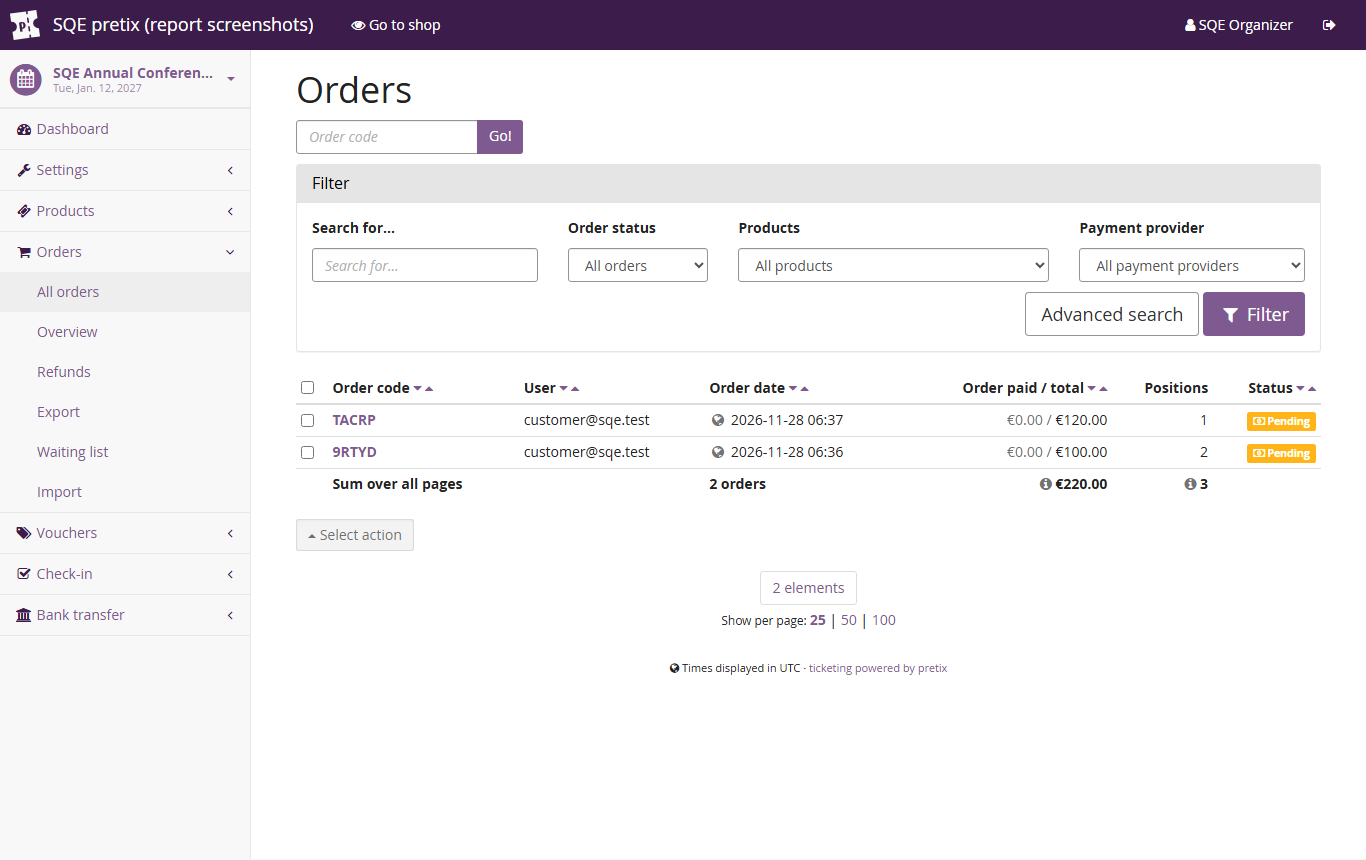 SQE pretix (report screenshots) Go to shop SQE Organizer
SQE Annual Conferen...
Tue, Jan. 12, 2027
Dashboard
Settings
Products
Orders
All orders
Overview
Refunds
Export
Waiting list
Import
Vouchers
Check-in
Bank transfer
Orders
Order code Go!
Filter
Search for... Order status Products Payment provider
Search for... All orders All products All payment providers
Advanced search Filter
Order code User Order date Order paid / total Positions Status
TACRP customer@sqe.test 2026-11-28 06:37 €0.00 / €120.00 1 Pending
9RTYD customer@sqe.test 2026-11-28 06:36 €0.00 / €100.00 2 Pending
Sum over all pages 2 orders €220.00 3
Select action
2 elements
Show per page: 25 | 50 | 100
Times displayed in UTC · ticketing powered by pretix